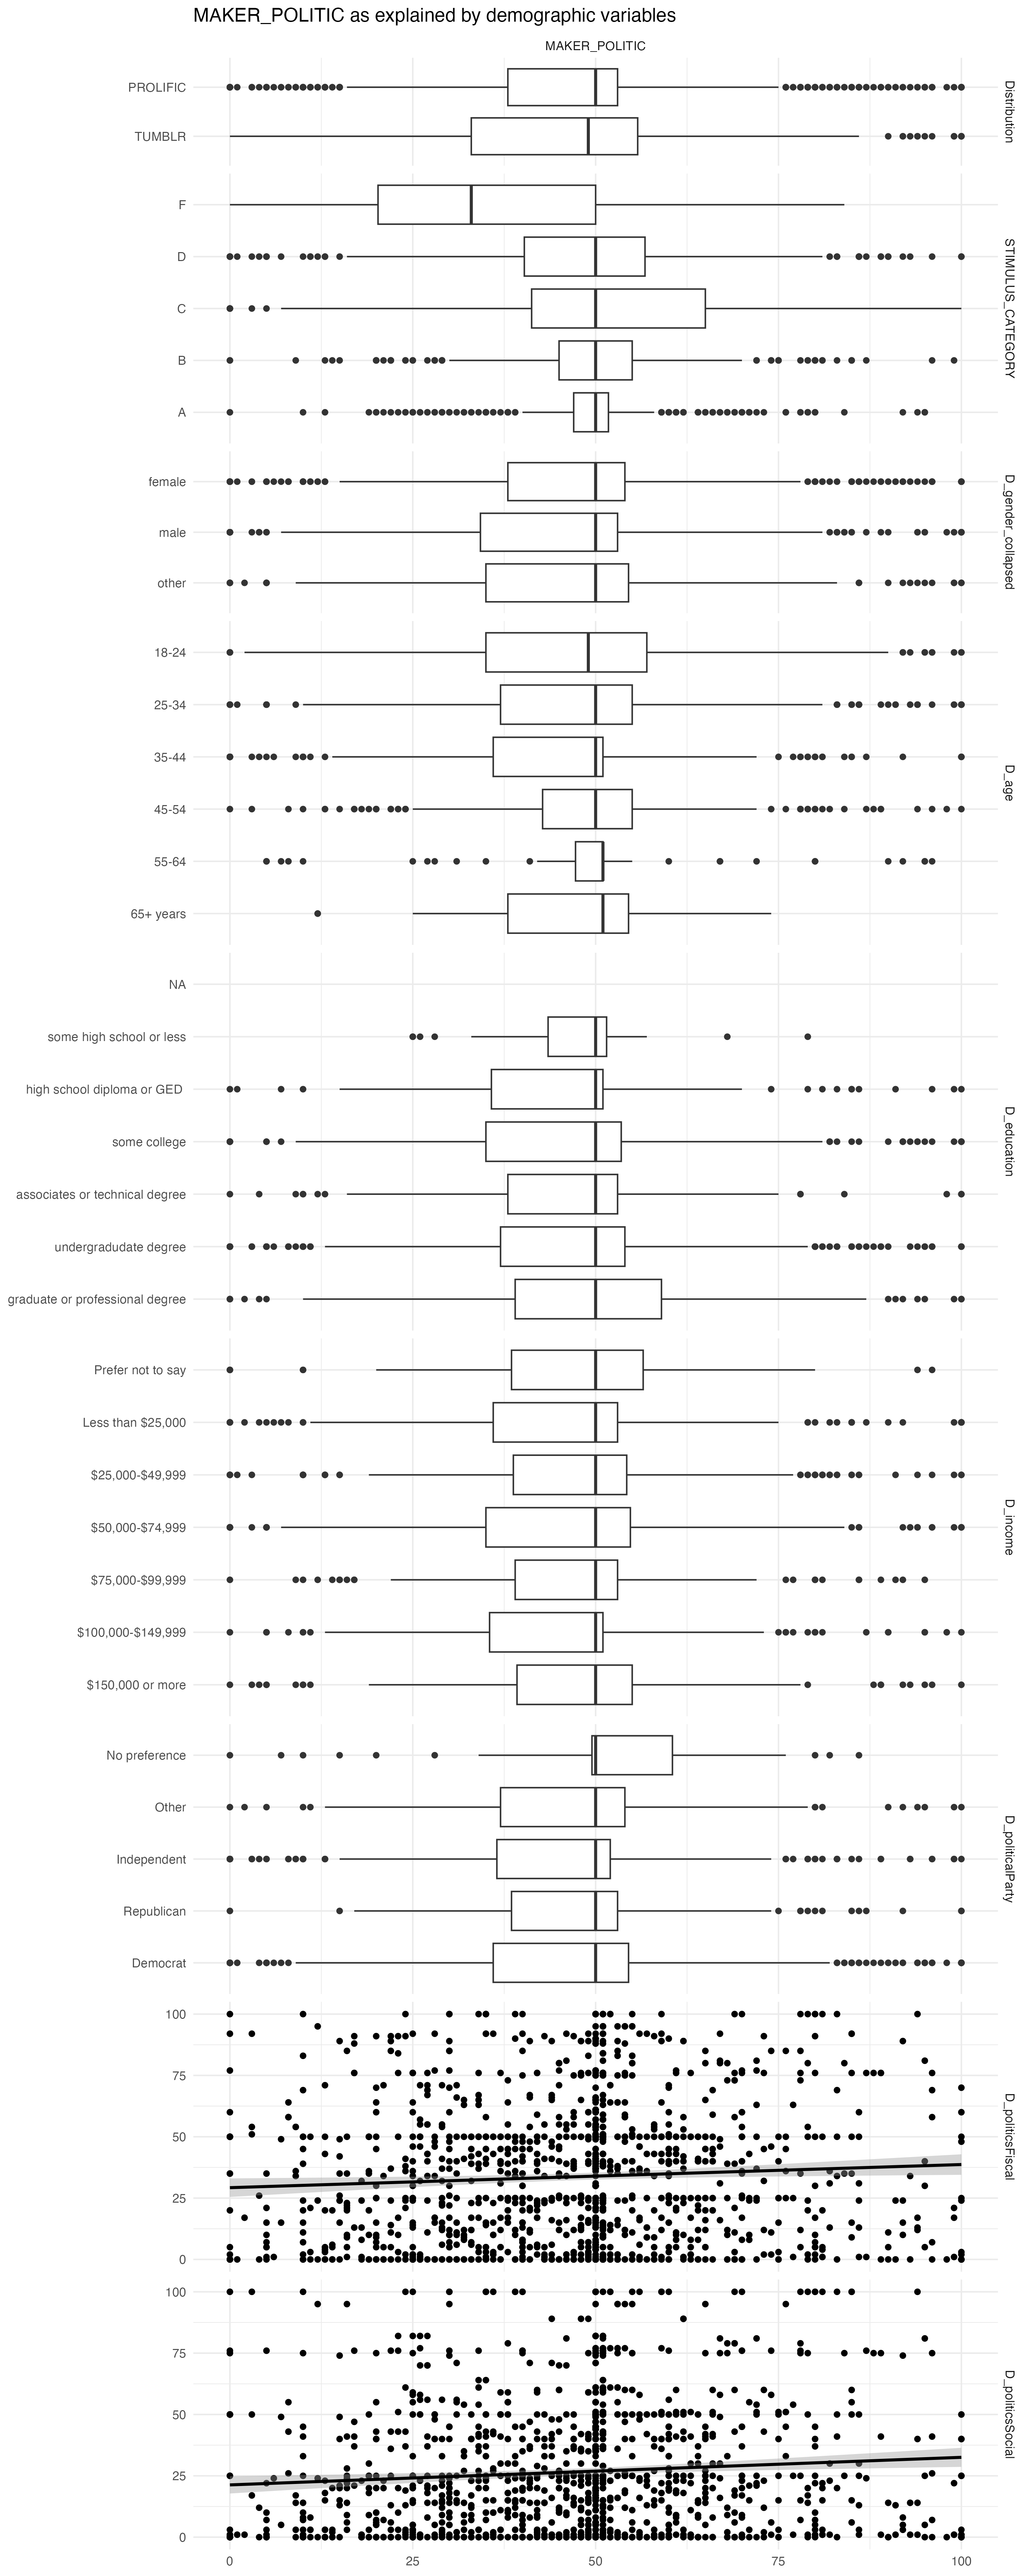 MAKER_POLITIC as explained by demographic variables
MAKER_POLITIC
PROLIFIC
TUMBLR
Distribution
F
D
C
B
A
STIMULUS_CATEGORY
female
male
other
D_gender_collapsed
18-24
25-34
35-44
45-54
55-64
65+ years
D_age
NA
some high school or less
high school diploma or GED
some college
associates or technical degree
undergradudate degree
graduate or professional degree
D_education
Prefer not to say
Less than $25,000
$25,000-$49,999
$50,000-$74,999
$75,000-$99,999
$100,000-$149,999
$150,000 or more
D_income
No preference
Other
Independent
Republican
Democrat
D_politicalParty
100
75
50
25
0
D_politicsFiscal
100
75
50
25
0
D_politicsSocial
0 25 50 75 100